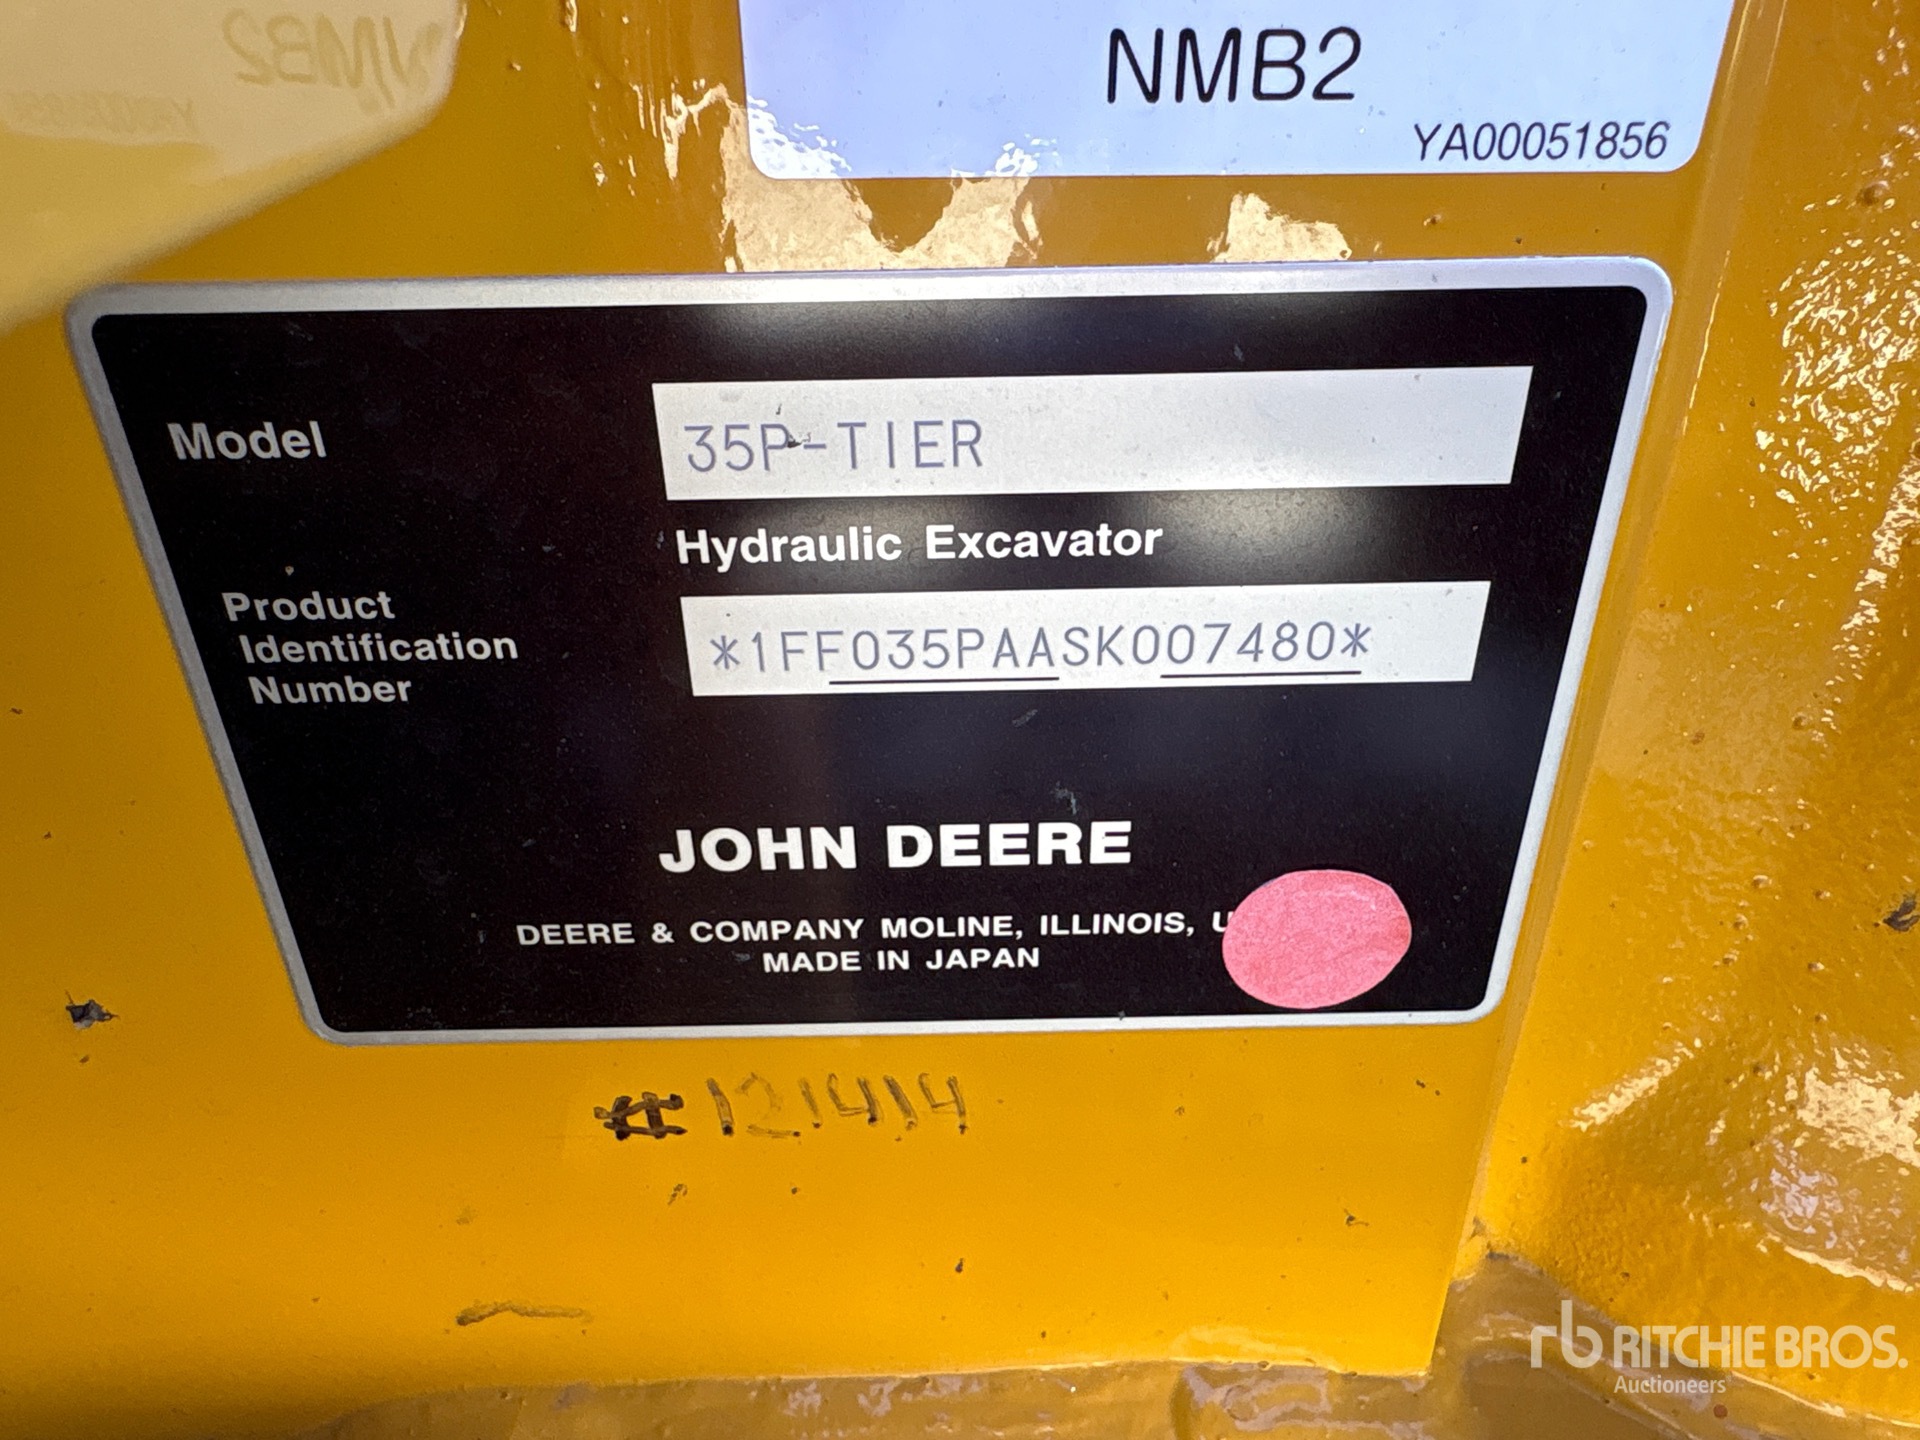 NMB2
YA00051856
Model
35P-TIER
Hydraulic Excavator
Product
Identification
Number
*1FF035PAASK007480*
JOHN DEERE
DEERE & COMPANY MOLINE, ILLINOIS, U
MADE IN JAPAN
#121414
rb RITCHIE BROS.
Auctioneers